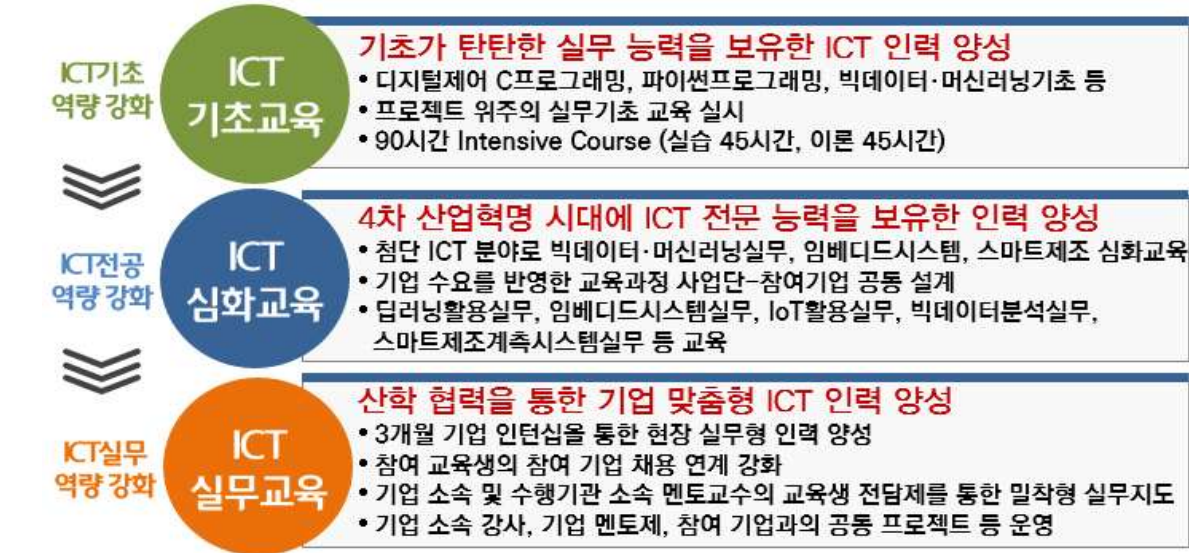 ICT기초
역량 강화
ICT
기초교육
기초가 탄탄한 실무 능력을 보유한 ICT 인력 양성
• 디지털제어 C프로그래밍, 파이썬프로그래밍, 빅데이터·머신러닝기초 등
• 프로젝트 위주의 실무기초 교육 실시
• 90시간 Intensive Course (실습 45시간, 이론 45시간)
ICT전공
역량 강화
ICT
심화교육
4차 산업혁명 시대에 ICT 전문 능력을 보유한 인력 양성
• 첨단 ICT 분야로 빅데이터·머신러닝실무, 임베디드시스템, 스마트제조 심화교육
• 기업 수요를 반영한 교육과정 사업단-참여기업 공동 설계
• 딥러닝활용실무, 임베디드시스템실무, IoT활용실무, 빅데이터분석실무,
스마트제조계측시스템실무 등 교육
ICT실무
역량 강화
ICT
실무교육
산학 협력을 통한 기업 맞춤형 ICT 인력 양성
• 3개월 기업 인턴십을 통한 현장 실무형 인력 양성
• 참여 교육생의 참여 기업 채용 연계 강화
• 기업 소속 및 수행기관 소속 멘토교수의 교육생 전담제를 통한 밀착형 실무지도
• 기업 소속 강사, 기업 멘토제, 참여 기업과의 공동 프로젝트 등 운영